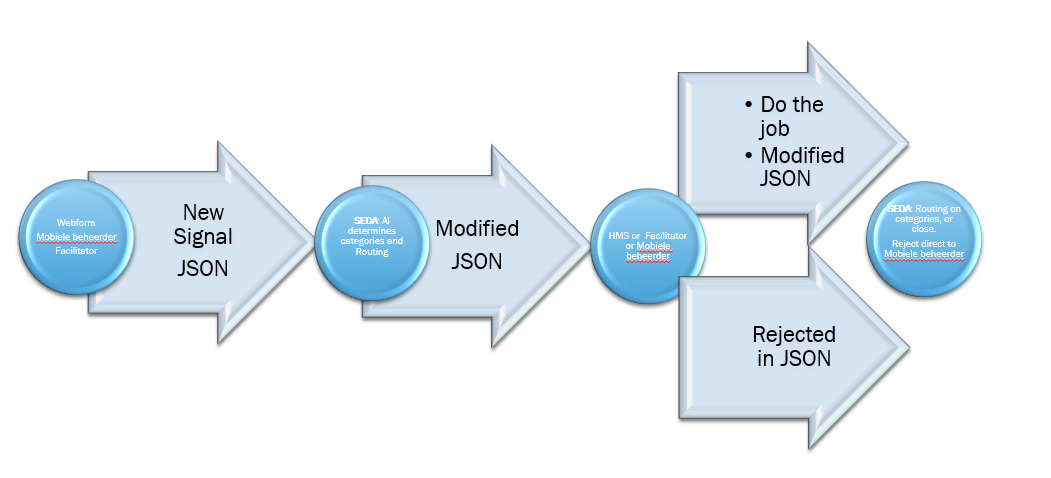 Webform
Mobiele beheerder
Facilitator
New
Signal
JSON
SEDA: AI
determines
categories and
Routing
Modified
JSON
HMS or Facilitator
or Mobiele
beheerder
• Do the
job
• Modified
JSON
Rejected
in JSON
SEDA: Routing on
categories, or
close.
Reject direct to
Mobiele beheerder